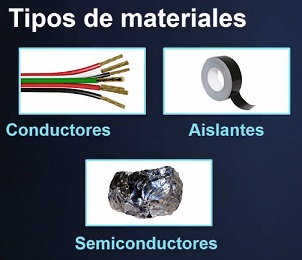 Tipos de materiales
Conductores
Aislantes
Semiconductores